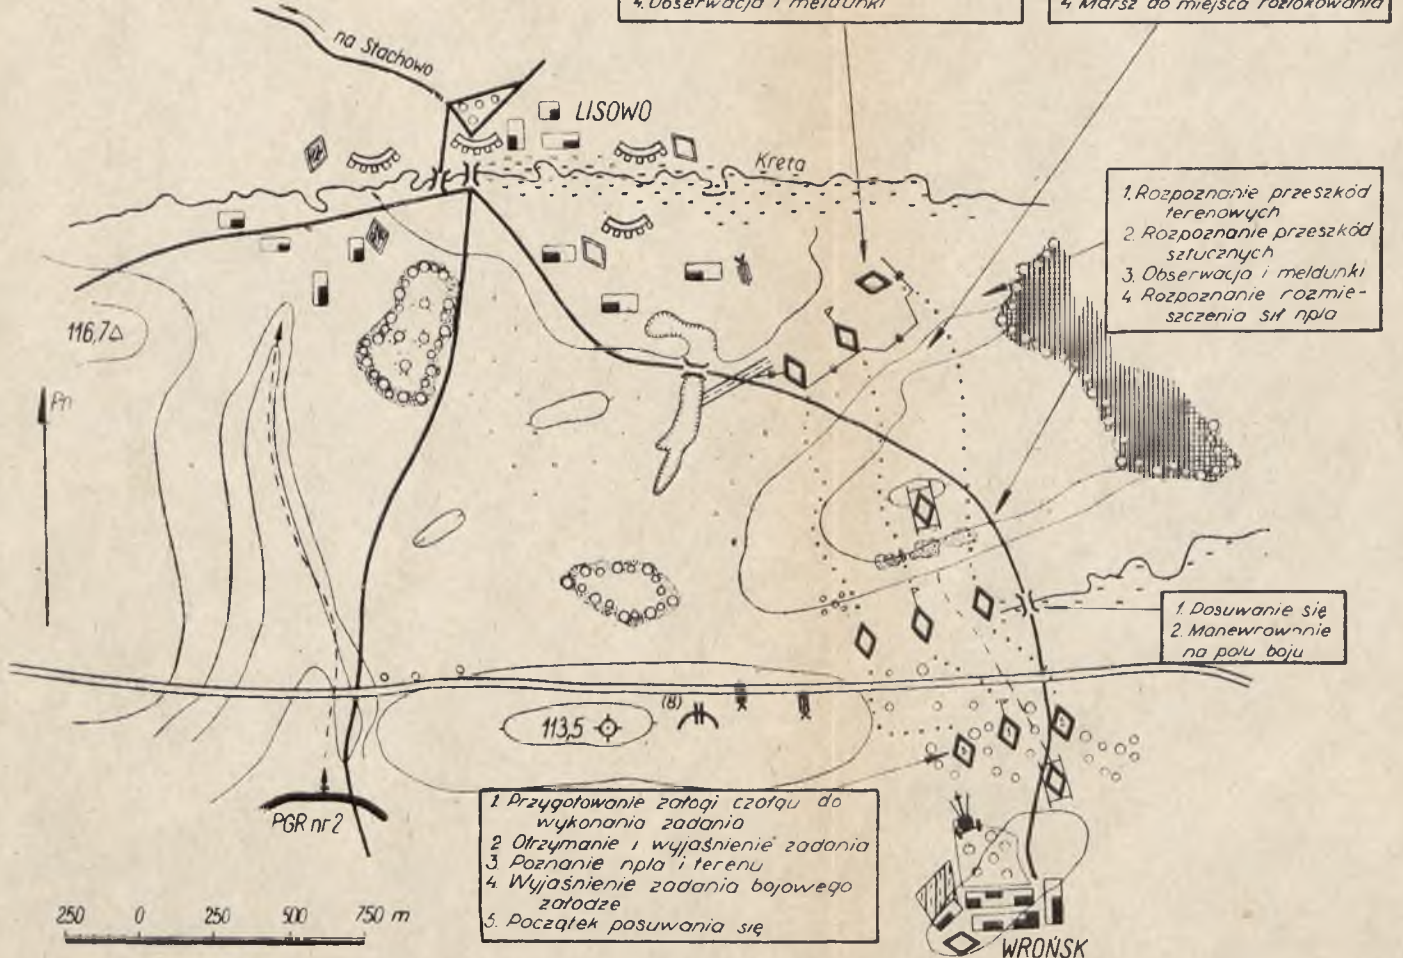 4. Obserwacja i meldunki
4. Marsz do miejsca rozlokowania
na Stachowo
LISOWO
Kreta
1. Rozpoznanie przeszkód
terenowych
2. Rozpoznanie przeszkód
sztucznych
3. Obserwacja i meldunki
4. Rozpoznanie rozmie-
szczenia sił npla
116,7
Pn
1. Posuwanie się
2. Manewrowanie
na polu boju
(8)
113,5
PGR nr 2
1. Przygotowanie załogi czołgu do
wykonania zadania
2. Otrzymanie i wyjaśnienie zadania
3. Poznanie npla i terenu
4. Wyjaśnienie zadania bojowego
załodze
5. Początek posuwania się
250 0 250 500 750 m
WROŃSK